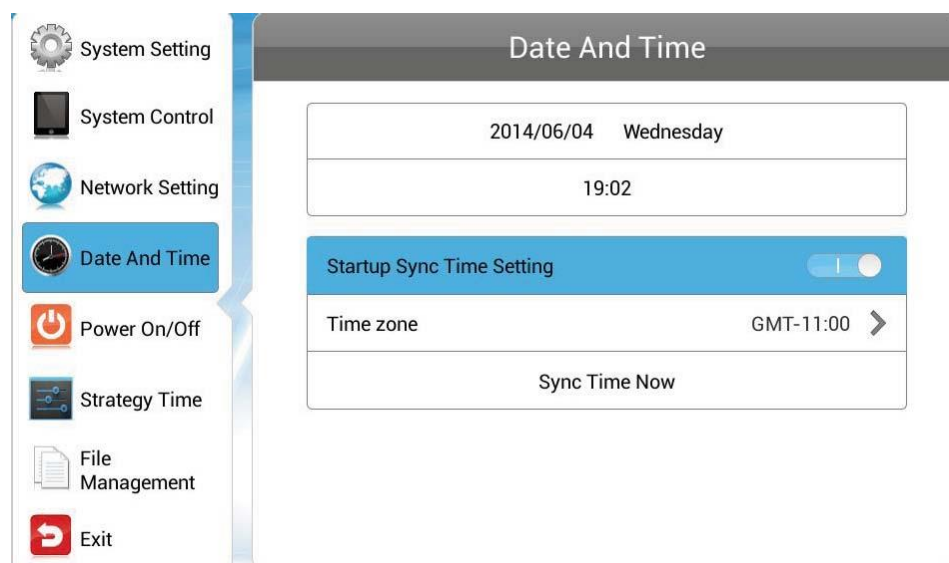 System Setting
System Control
Network Setting
Date And Time
Power On/Off
Strategy Time
File
Management
Exit
Date And Time
2014/06/04 Wednesday
19:02
Startup Sync Time Setting
Time zone GMT-11:00
Sync Time Now